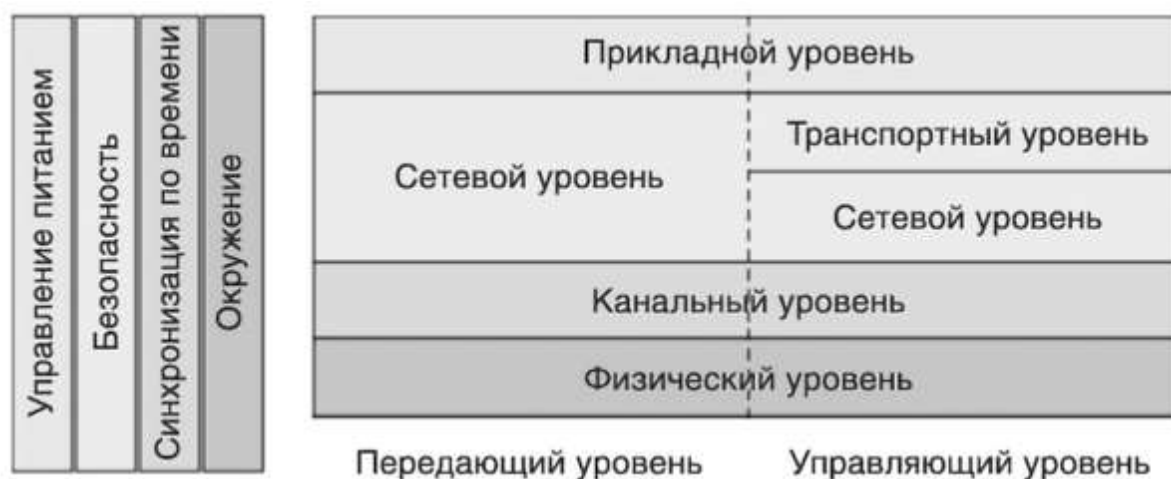 Управление питанием
Безопасность
Синхронизация по времени
Окружение
Прикладной уровень
Сетевой уровень
Транспортный уровень
Сетевой уровень
Канальный уровень
Физический уровень
Передающий уровень
Управляющий уровень